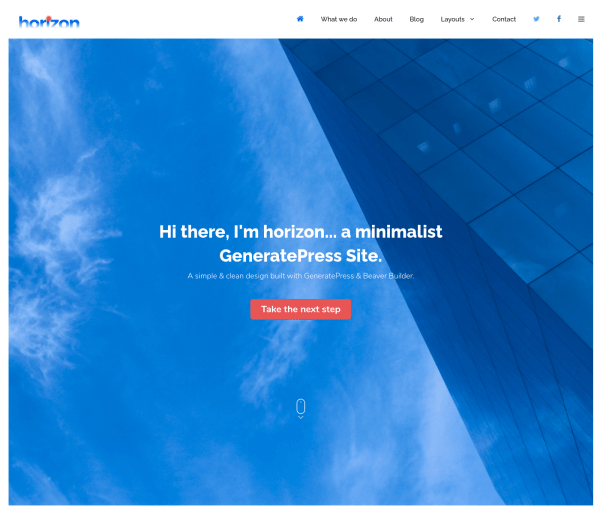 horizon
What we do
About
Blog
Layouts
Contact
Hi there, I'm horizon... a minimalist
GeneratePress Site.
A simple & clean design built with GeneratePress & Beaver Builder.
Take the next step